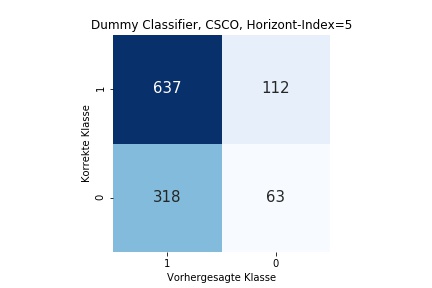 Dummy Classifier, CSCO, Horizont-Index=5
Korrekte Klasse
1
637
112
0
318
63
1
0
Vorhergesagte Klasse